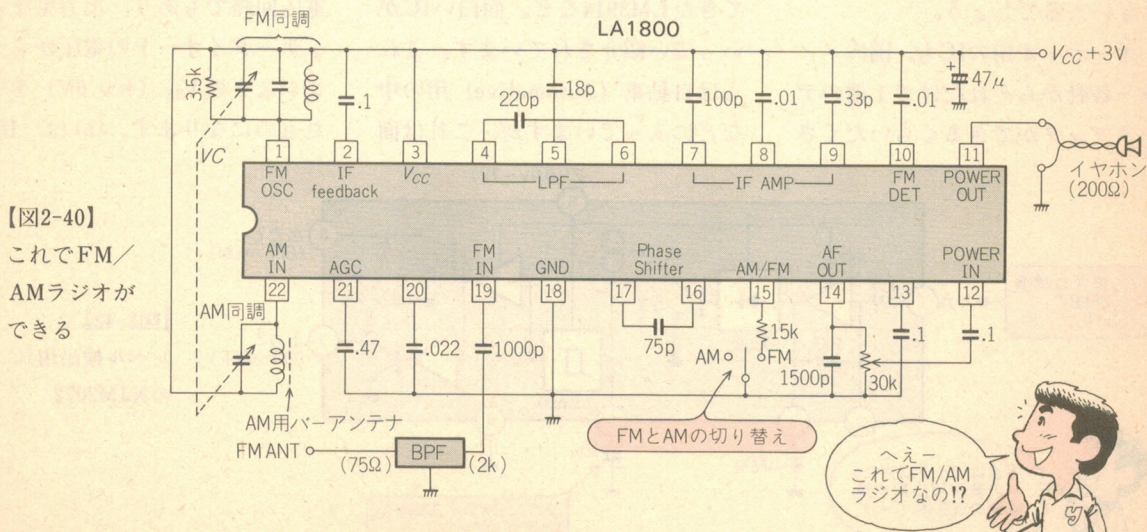 FM同調
LA1800
VCC +3V
3.5k
.1
220p
18p
100p
.01
33p
.01
+
47μ
VC
1
2
3
4
5
6
7
8
9
10
11
FM OSC
IF feedback
VCC
LPF
IF AMP
FM DET
POWER OUT
イヤホン
(200Ω)
【図2-40】
これでFM/
AMラジオが
できる
AM IN
AGC
FM IN
GND
Phase Shifter
AM/FM
AF OUT
POWER IN
22
21
20
19
18
17
16
15
14
13
12
AM同調
.47
.022
1000p
75p
15k
AM
FM
1500p
30k
.1
.1
AM用バーアンテナ
FM ANT
(75Ω)
BPF
(2k)
FMとAMの切り替え
へえー
これでFM/AM
ラジオなの!?